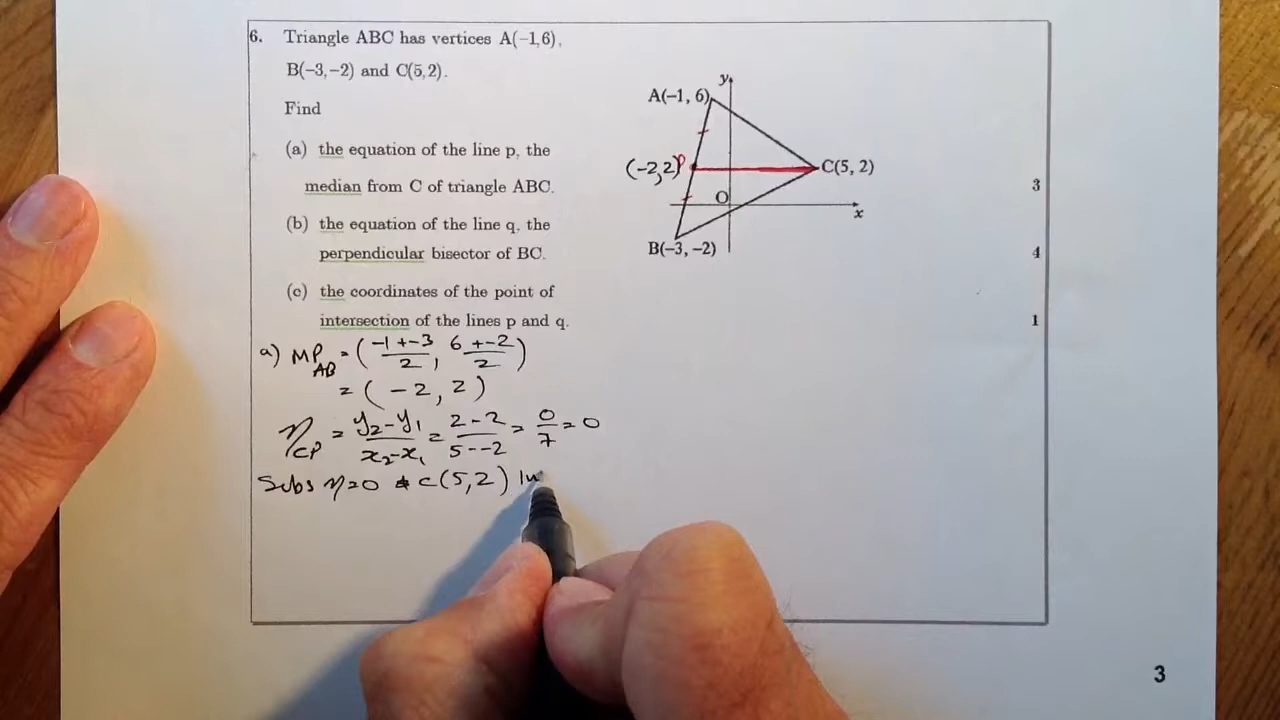 6. Triangle ABC has vertices A(−1,6),
B(−3,−2) and C(5,2).
Find
(a) the equation of the line p, the
median from C of triangle ABC.
3
(b) the equation of the line q, the
perpendicular bisector of BC.
4
(c) the coordinates of the point of
intersection of the lines p and q.
1
y
A(−1, 6)
(−2,2) P
C(5, 2)
O
x
B(−3, −2)
a) MP_AB = (−1+−3/2, 6+−2/2)
= (−2, 2)
m_CP = y₂−y₁/x₂−x₁ = 2−2/5−−2 = 0/7 = 0
Subs m=0 & C(5,2) in
3